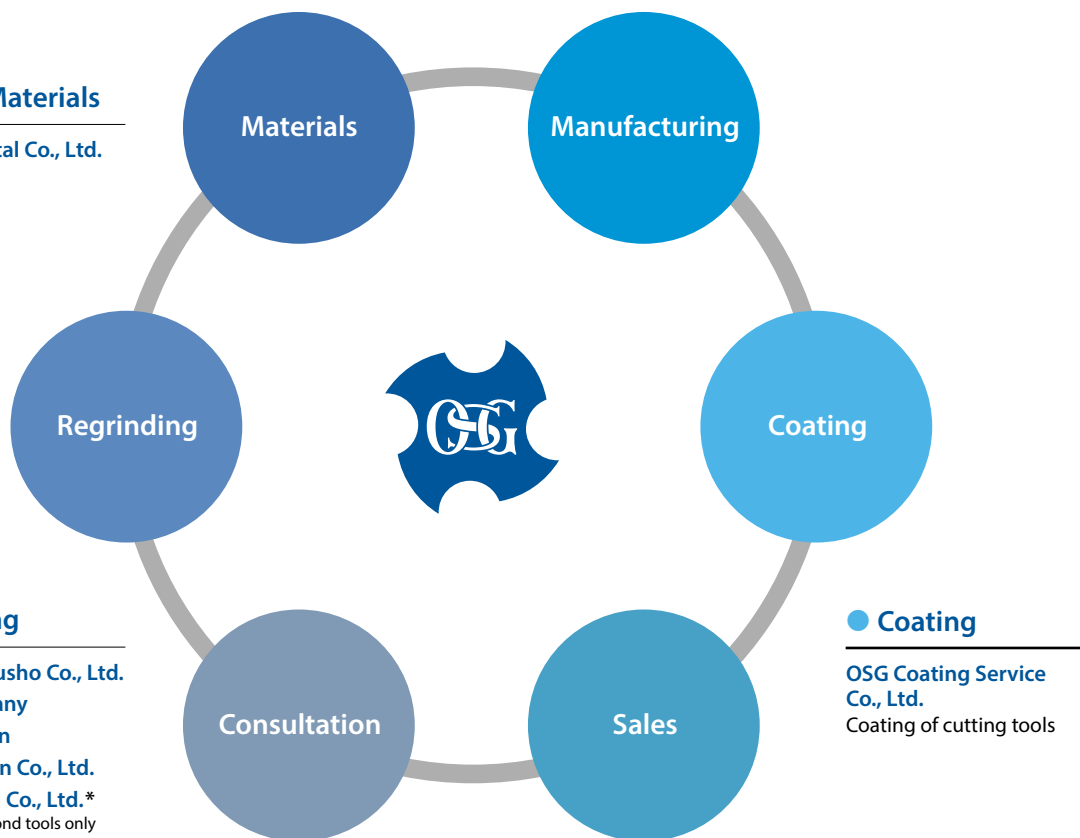 Materials
Manufacturing
Materials
tal Co., Ltd.
Regrinding
OSG
Coating
Consultation
Sales
ng
usho Co., Ltd.
any
n
n Co., Ltd.
Co., Ltd.*
ond tools only
Coating
OSG Coating Service
Co., Ltd.
Coating of cutting tools